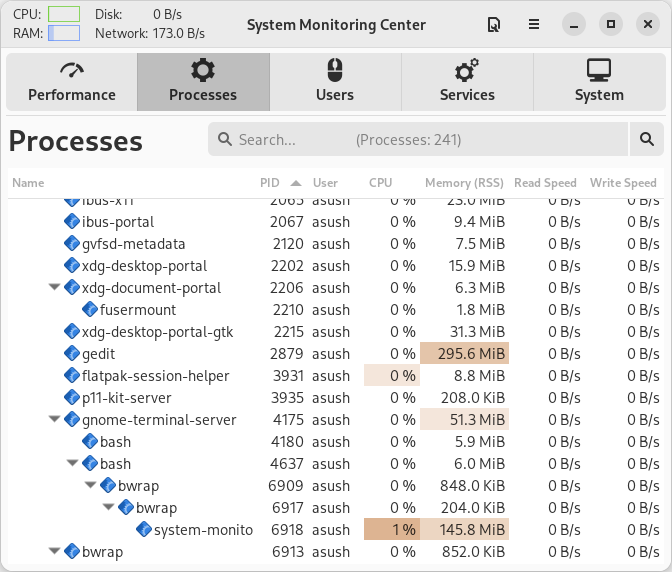 CPU: Disk: 0 B/s
System Monitoring Center
RAM: Network: 173.0 B/s
Performance Processes Users Services System
Processes
Search... (Processes: 241)
Name PID User CPU Memory (RSS) Read Speed Write Speed
ibus-x11 2065 asush 0 % 23.0 MiB 0 B/s 0 B/s
ibus-portal 2067 asush 0 % 9.4 MiB 0 B/s 0 B/s
gvfsd-metadata 2120 asush 0 % 7.5 MiB 0 B/s 0 B/s
xdg-desktop-portal 2202 asush 0 % 15.9 MiB 0 B/s 0 B/s
xdg-document-portal 2206 asush 0 % 6.3 MiB 0 B/s 0 B/s
fusermount 2210 asush 0 % 1.8 MiB 0 B/s 0 B/s
xdg-desktop-portal-gtk 2215 asush 0 % 31.3 MiB 0 B/s 0 B/s
gedit 2879 asush 0 % 295.6 MiB 0 B/s 0 B/s
flatpak-session-helper 3931 asush 0 % 8.8 MiB 0 B/s 0 B/s
p11-kit-server 3935 asush 0 % 208.0 KiB 0 B/s 0 B/s
gnome-terminal-server 4175 asush 0 % 51.3 MiB 0 B/s 0 B/s
bash 4180 asush 0 % 5.9 MiB 0 B/s 0 B/s
bash 4637 asush 0 % 6.0 MiB 0 B/s 0 B/s
bwrap 6909 asush 0 % 848.0 KiB 0 B/s 0 B/s
bwrap 6917 asush 0 % 204.0 KiB 0 B/s 0 B/s
system-monito 6918 asush 1 % 145.8 MiB 0 B/s 0 B/s
bwrap 6913 asush 0 % 852.0 KiB 0 B/s 0 B/s